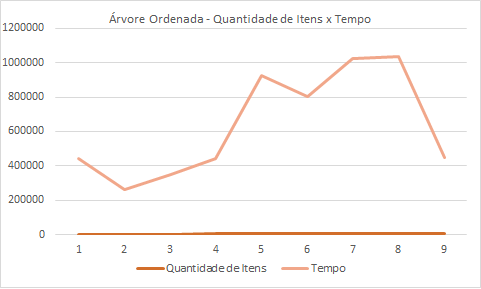 Árvore Ordenada - Quantidade de Itens x Tempo
1200000
1000000
800000
600000
400000
200000
0
1 2 3 4 5 6 7 8 9
Quantidade de Itens Tempo